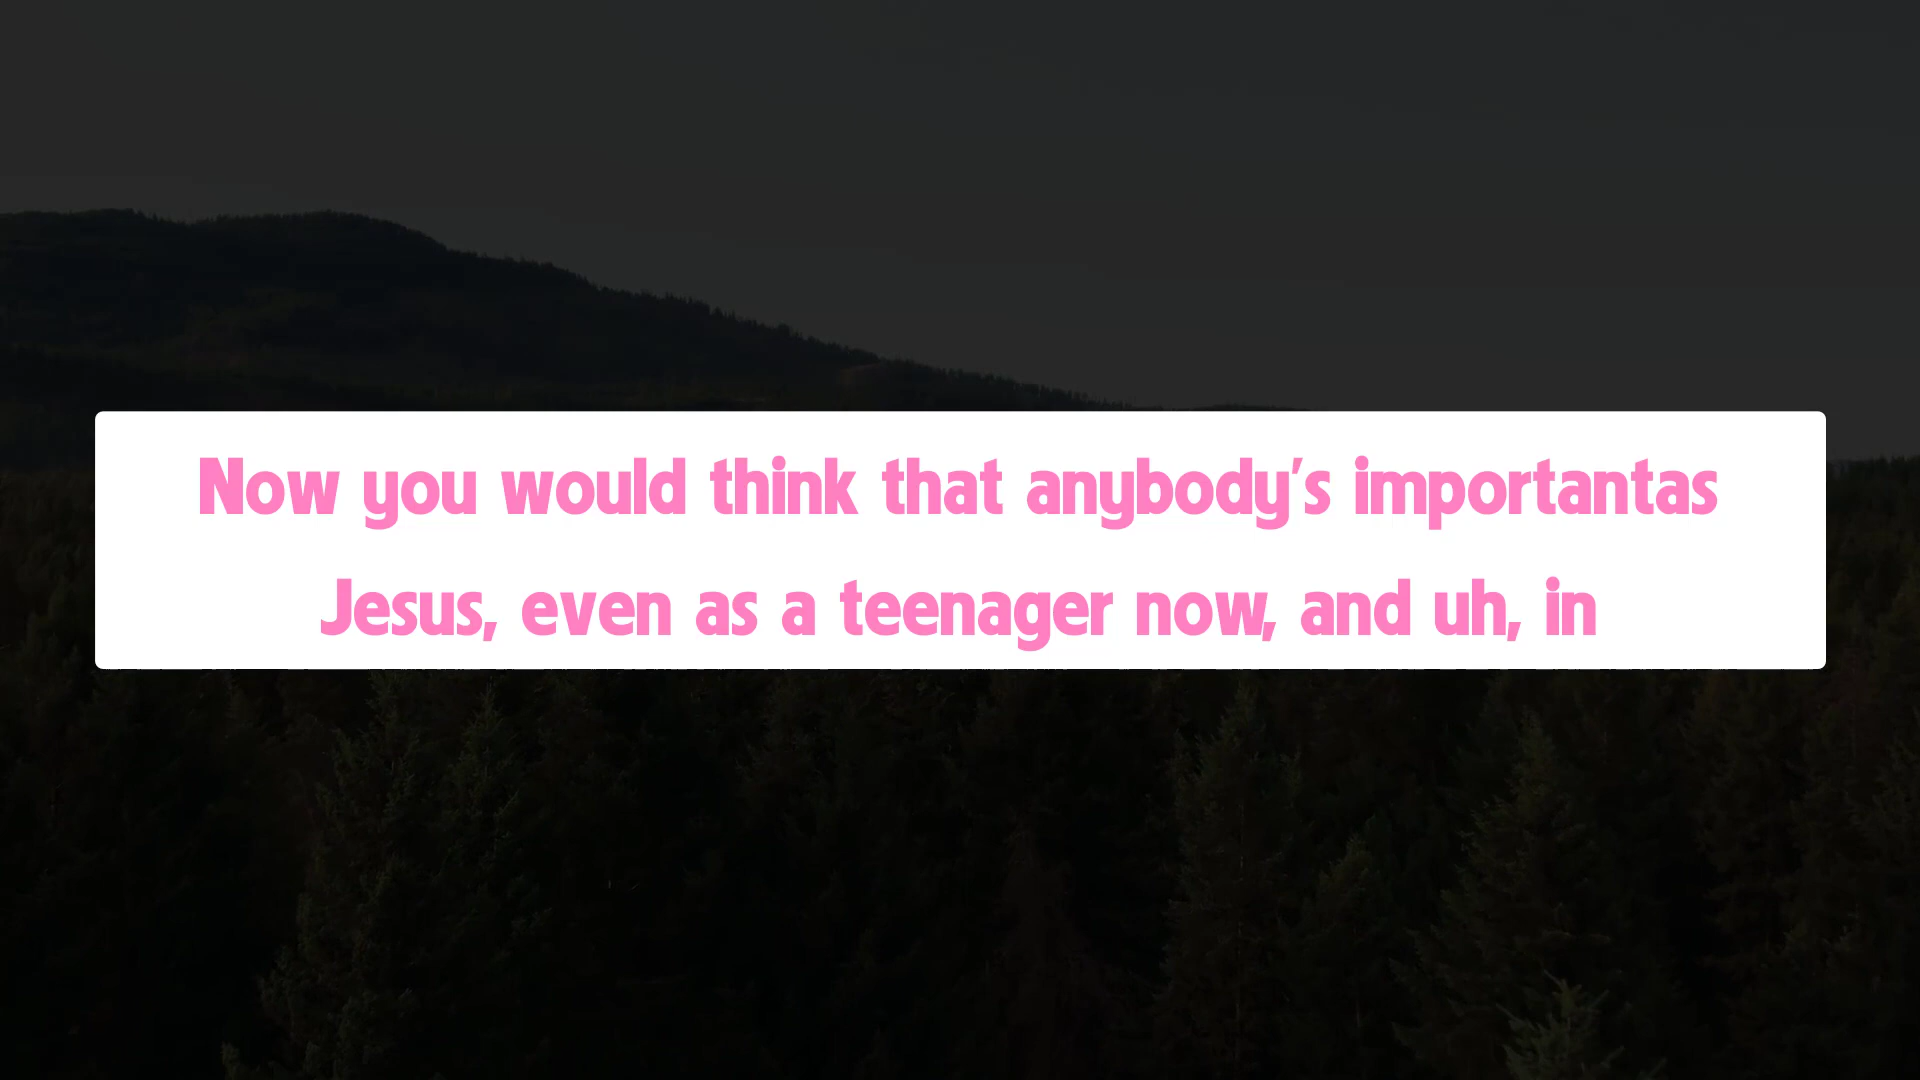 Now you would think that anybody's importantas
Jesus, even as a teenager now, and uh, in